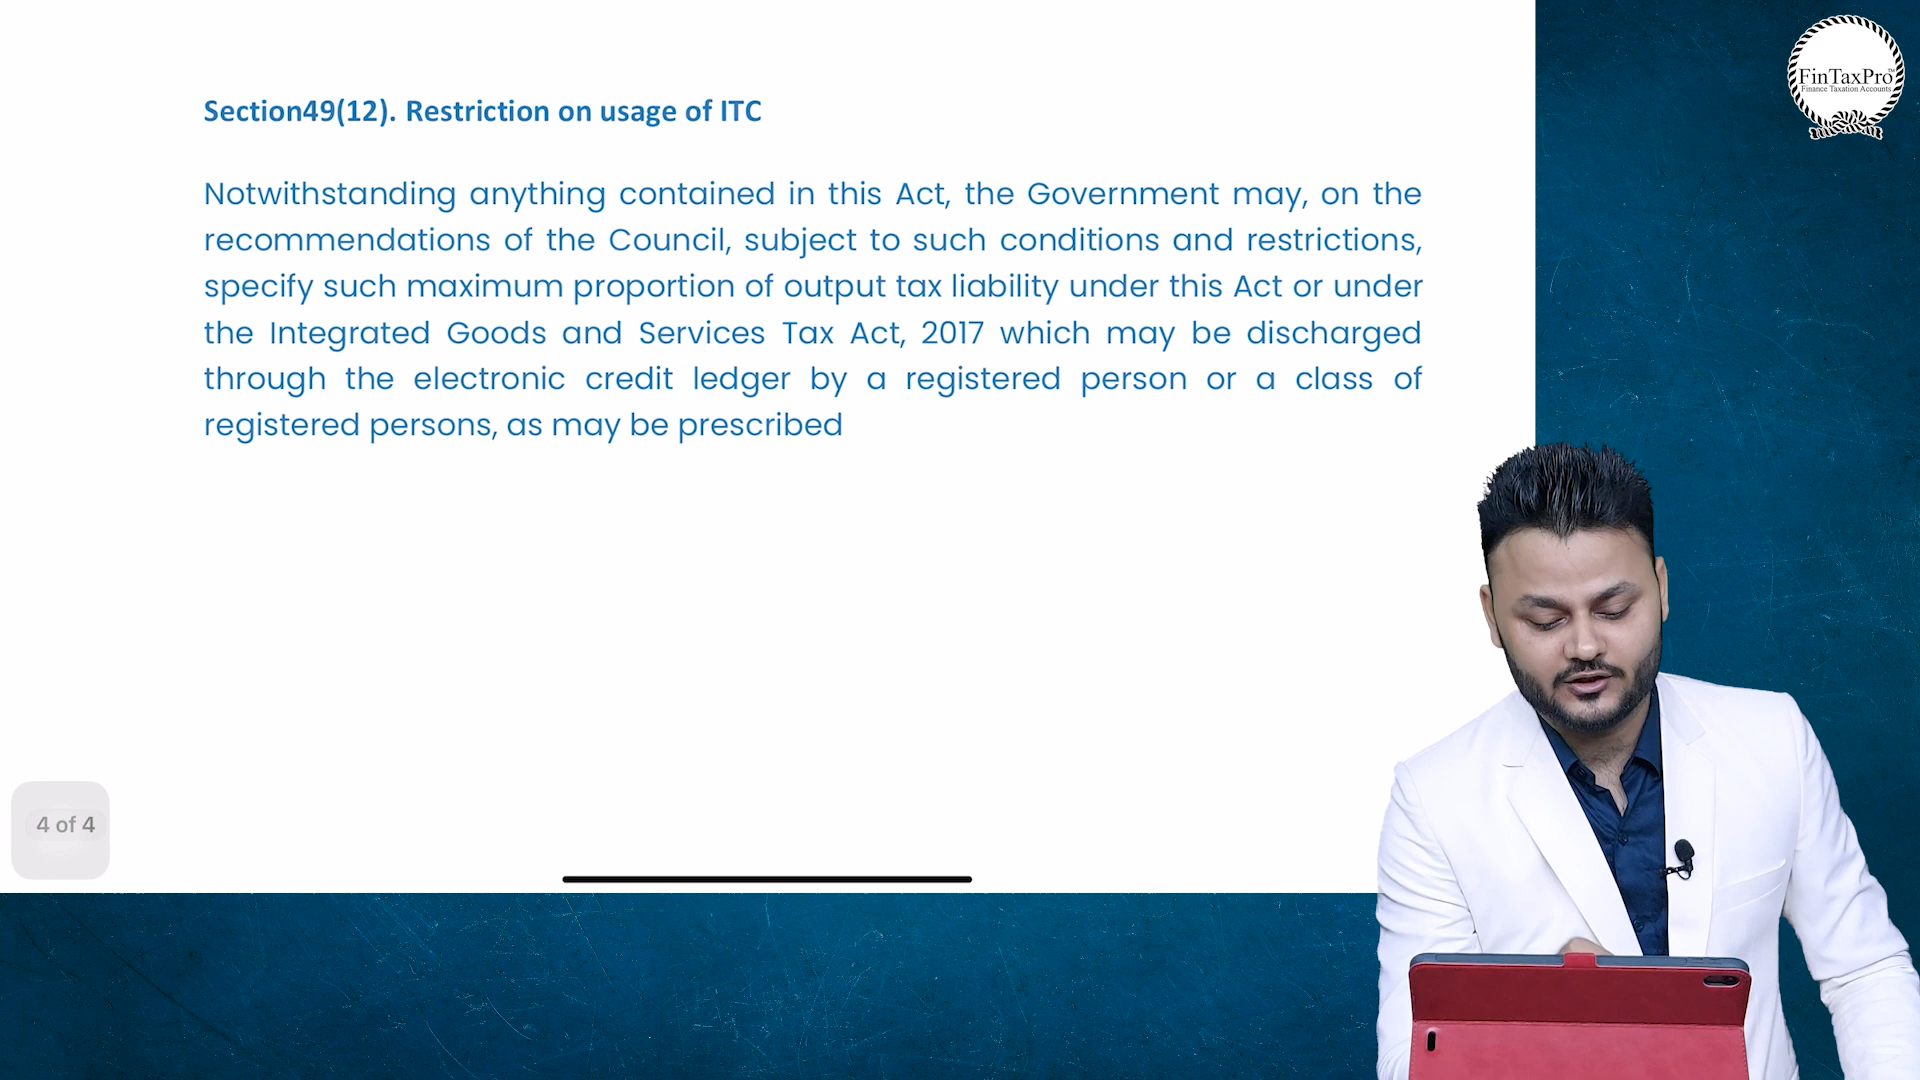 Section49(12). Restriction on usage of ITC
Notwithstanding anything contained in this Act, the Government may, on the
recommendations of the Council, subject to such conditions and restrictions,
specify such maximum proportion of output tax liability under this Act or under
the Integrated Goods and Services Tax Act, 2017 which may be discharged
through the electronic credit ledger by a registered person or a class of
registered persons, as may be prescribed
4 of 4
FinTaxPro
Finance Taxation Accounts